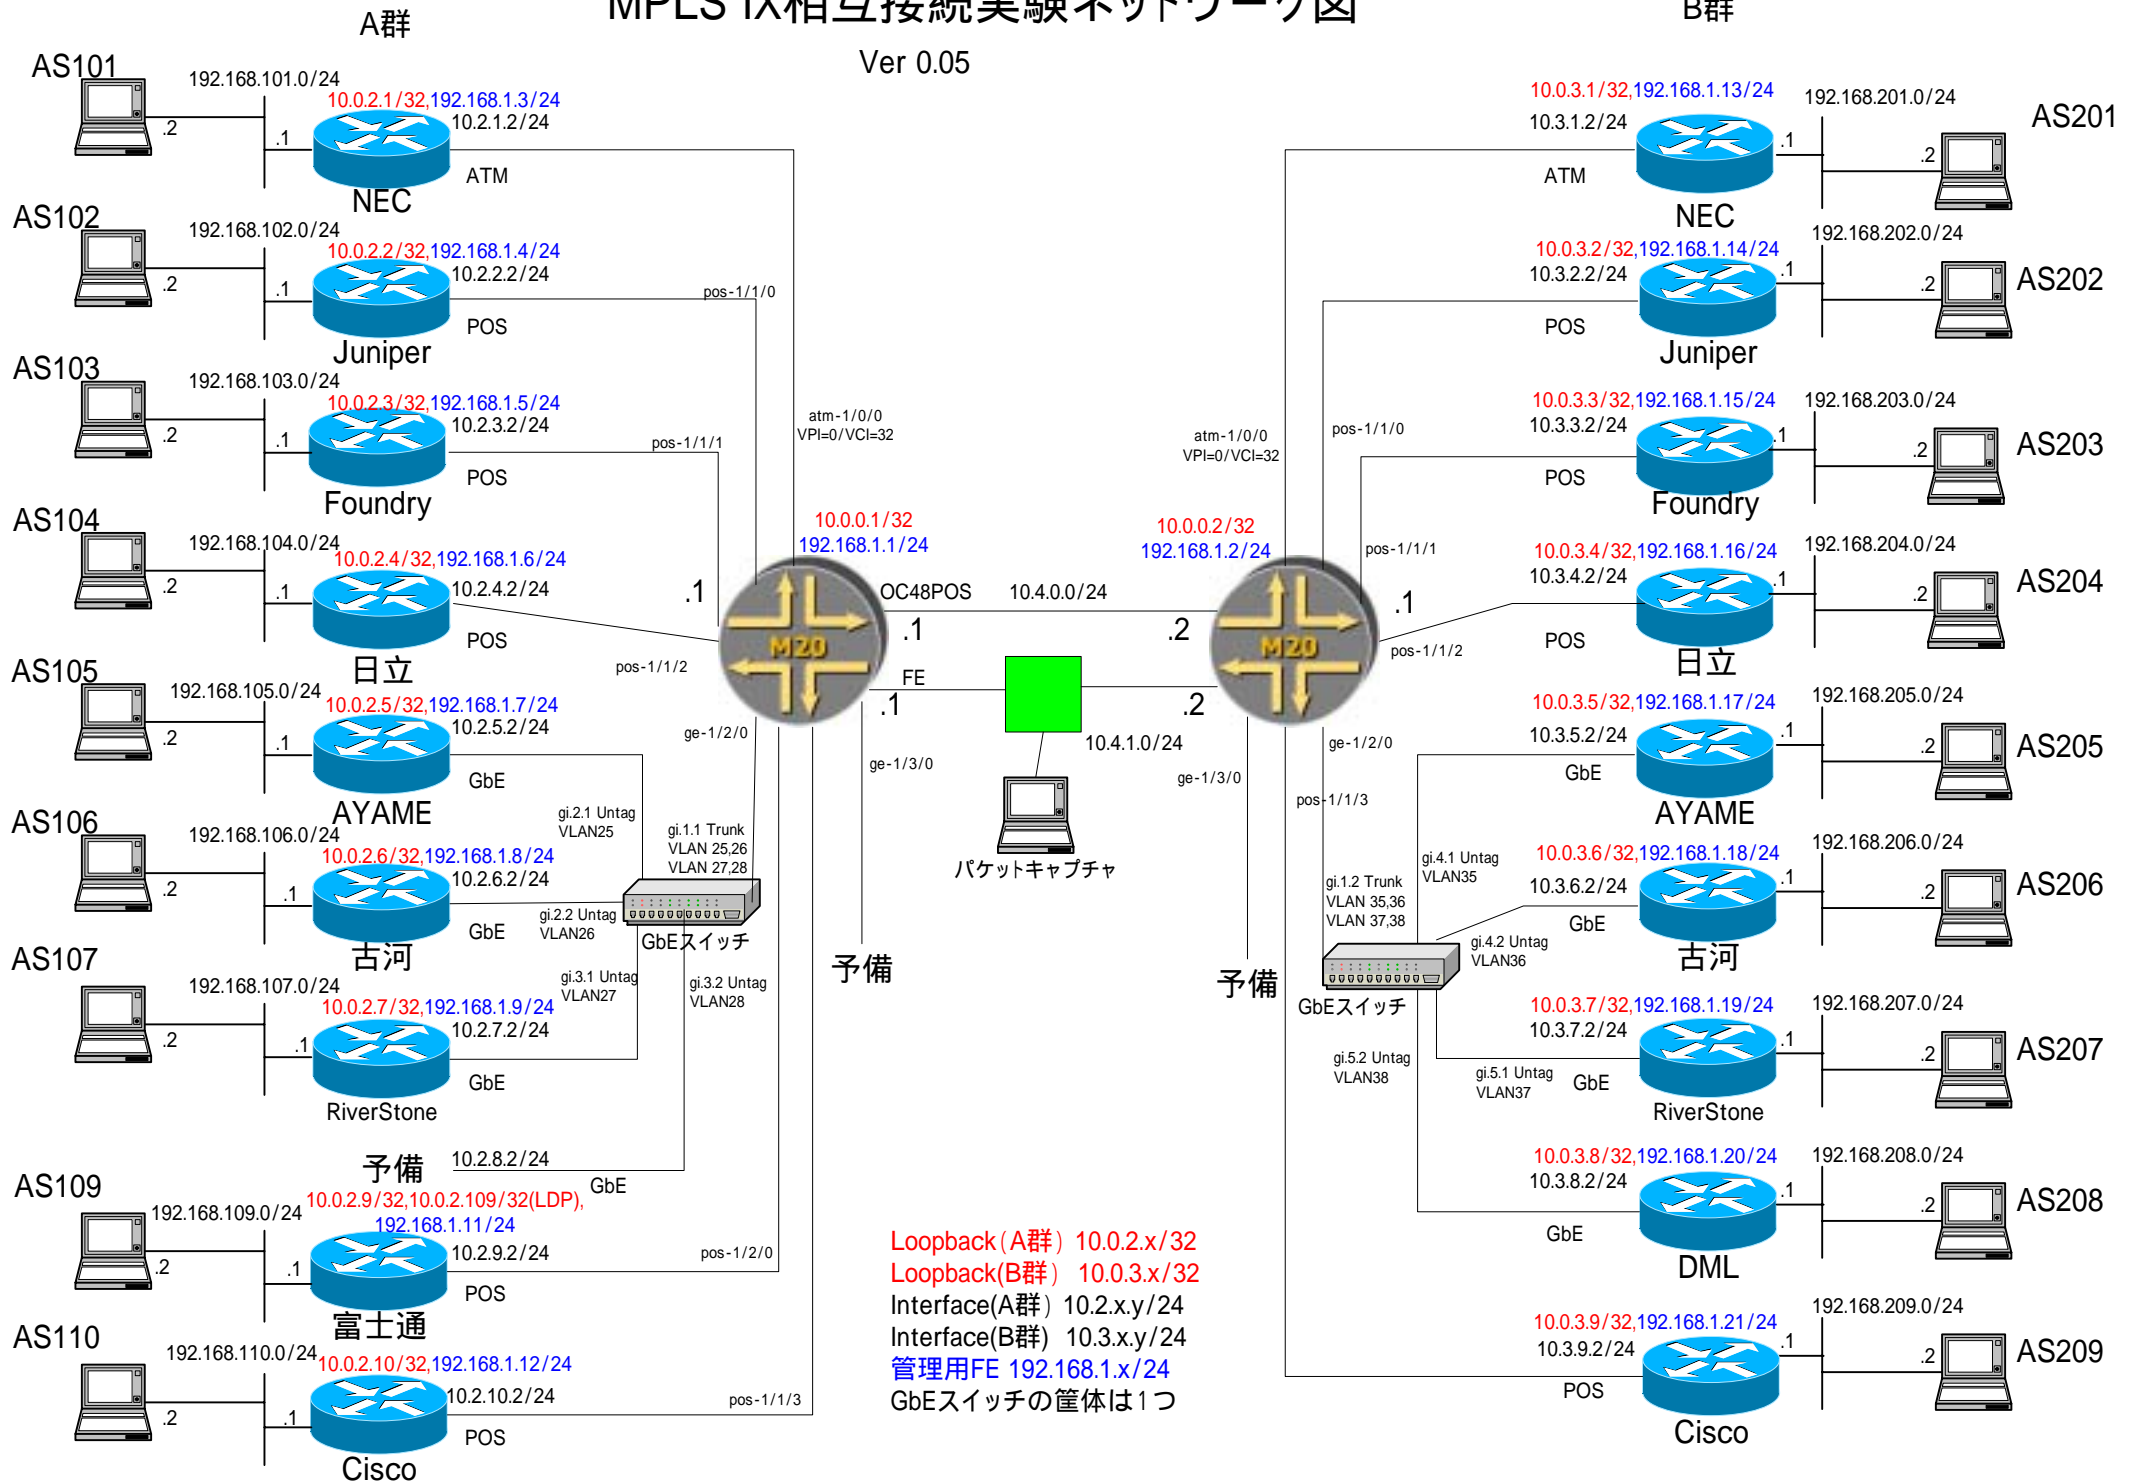 MPLS IX相互接続実験ネットワーク図
Ver 0.05
A群
B群
AS101
192.168.101.0/24
10.0.2.1/32,192.168.1.3/24
10.2.1.2/24
.2
.1
ATM
NEC
AS102
192.168.102.0/24
10.0.2.2/32,192.168.1.4/24
10.2.2.2/24
.2
.1
pos-1/1/0
POS
Juniper
AS103
192.168.103.0/24
10.0.2.3/32,192.168.1.5/24
10.2.3.2/24
.2
.1
pos-1/1/1
POS
Foundry
atm-1/0/0
VPI=0/VCI=32
AS104
192.168.104.0/24
10.0.2.4/32,192.168.1.6/24
10.2.4.2/24
.2
.1
POS
pos-1/1/2
日立
AS105
192.168.105.0/24
10.0.2.5/32,192.168.1.7/24
10.2.5.2/24
.2
.1
GbE
AYAME
gi.2.1 Untag
VLAN25
gi.1.1 Trunk
VLAN 25,26
VLAN 27,28
ge-1/2/0
AS106
192.168.106.0/24
10.0.2.6/32,192.168.1.8/24
10.2.6.2/24
.2
.1
GbE
古河
gi.2.2 Untag
VLAN26
GbEスイッチ
AS107
192.168.107.0/24
10.0.2.7/32,192.168.1.9/24
10.2.7.2/24
.2
.1
GbE
RiverStone
gi.3.1 Untag
VLAN27
gi.3.2 Untag
VLAN28
予備
10.2.8.2/24
GbE
AS109
192.168.109.0/24
10.0.2.9/32,10.0.2.109/32(LDP),
192.168.1.11/24
10.2.9.2/24
.2
.1
pos-1/2/0
POS
富士通
AS110
192.168.110.0/24
10.0.2.10/32,192.168.1.12/24
10.2.10.2/24
.2
.1
pos-1/1/3
POS
Cisco
10.0.0.1/32
192.168.1.1/24
.1
M20
OC48POS
10.4.0.0/24
.1
.2
FE
.1
.2
10.4.1.0/24
パケットキャプチャ
ge-1/3/0
予備
10.0.0.2/32
192.168.1.2/24
.1
M20
ge-1/3/0
予備
Loopback(A群) 10.0.2.x/32
Loopback(B群) 10.0.3.x/32
Interface(A群) 10.2.x.y/24
Interface(B群) 10.3.x.y/24
管理用FE 192.168.1.x/24
GbEスイッチの筐体は1つ
10.0.3.1/32,192.168.1.13/24
10.3.1.2/24
192.168.201.0/24
AS201
.1
.2
ATM
NEC
atm-1/0/0
VPI=0/VCI=32
10.0.3.2/32,192.168.1.14/24
10.3.2.2/24
192.168.202.0/24
AS202
.1
.2
POS
Juniper
pos-1/1/0
10.0.3.3/32,192.168.1.15/24
10.3.3.2/24
192.168.203.0/24
AS203
.1
.2
POS
Foundry
pos-1/1/1
10.0.3.4/32,192.168.1.16/24
10.3.4.2/24
192.168.204.0/24
AS204
.1
.2
POS
pos-1/1/2
日立
10.0.3.5/32,192.168.1.17/24
10.3.5.2/24
192.168.205.0/24
AS205
.1
.2
GbE
AYAME
ge-1/2/0
pos-1/1/3
gi.4.1 Untag
VLAN35
gi.1.2 Trunk
VLAN 35,36
VLAN 37,38
10.0.3.6/32,192.168.1.18/24
10.3.6.2/24
192.168.206.0/24
AS206
.1
.2
GbE
古河
gi.4.2 Untag
VLAN36
GbEスイッチ
10.0.3.7/32,192.168.1.19/24
10.3.7.2/24
192.168.207.0/24
AS207
.1
.2
gi.5.2 Untag
VLAN38
gi.5.1 Untag
VLAN37
GbE
RiverStone
10.0.3.8/32,192.168.1.20/24
10.3.8.2/24
192.168.208.0/24
AS208
.1
.2
GbE
DML
10.0.3.9/32,192.168.1.21/24
10.3.9.2/24
192.168.209.0/24
AS209
.1
.2
POS
Cisco